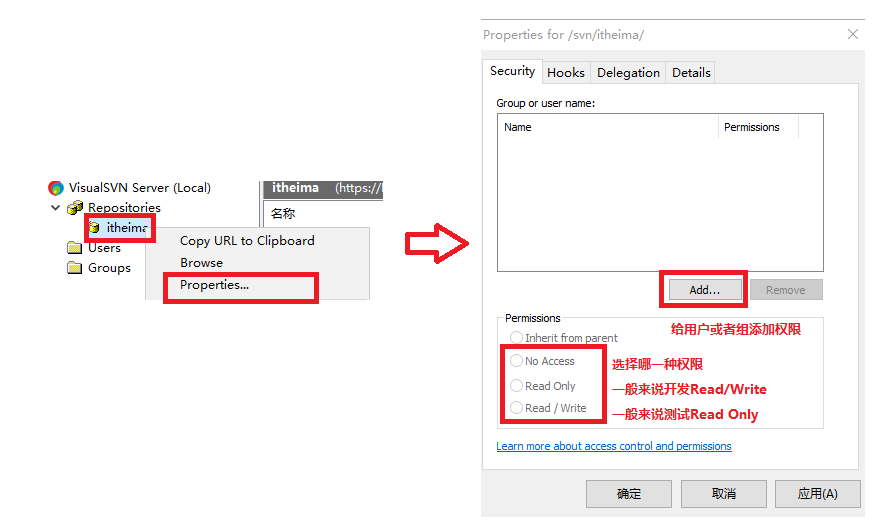 VisualSVN Server (Local)
Repositories
itheima
Users
Groups
itheima (https://
名称
Copy URL to Clipboard
Browse
Properties...
Properties for /svn/itheima/
Security Hooks Delegation Details
Group or user name:
Name Permissions
Add... Remove
Permissions
给用户或者组添加权限
Inherit from parent
No Access 选择哪一种权限
Read Only 一般来说开发Read/Write
Read / Write 一般来说测试Read Only
Learn more about access control and permissions
确定 取消 应用(A)